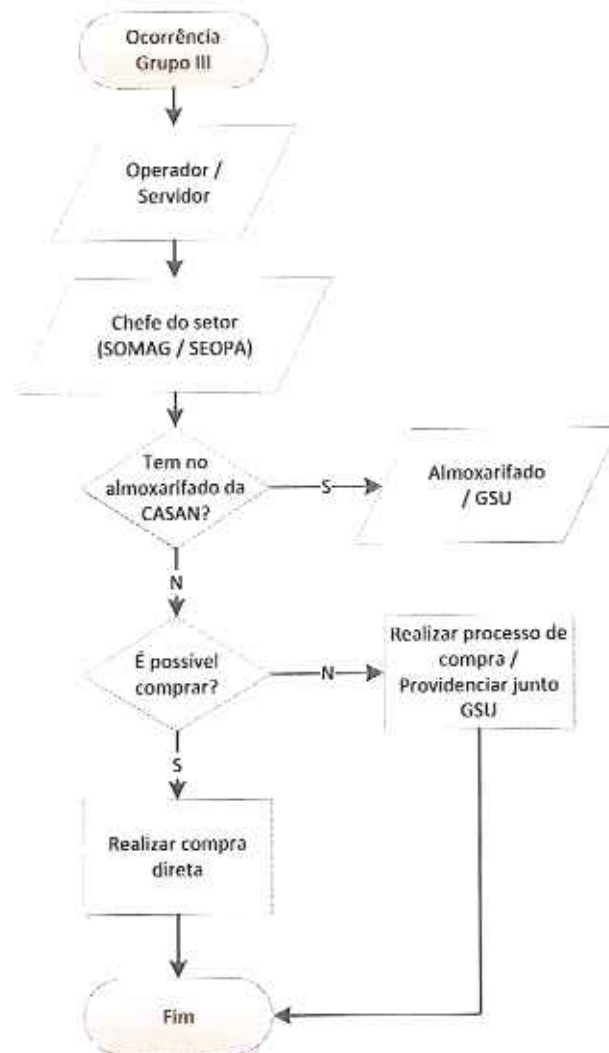 Ocorrência
Grupo III
Operador /
Servidor
Chefe do setor
(SOMAG / SEOPA)
Tem no
almoxarifado da
CASAN?
S
Almoxarifado
/ GSU
N
É possível
comprar?
N
Realizar processo de
compra /
Providenciar junto
GSU
S
Realizar compra
direta
Fim